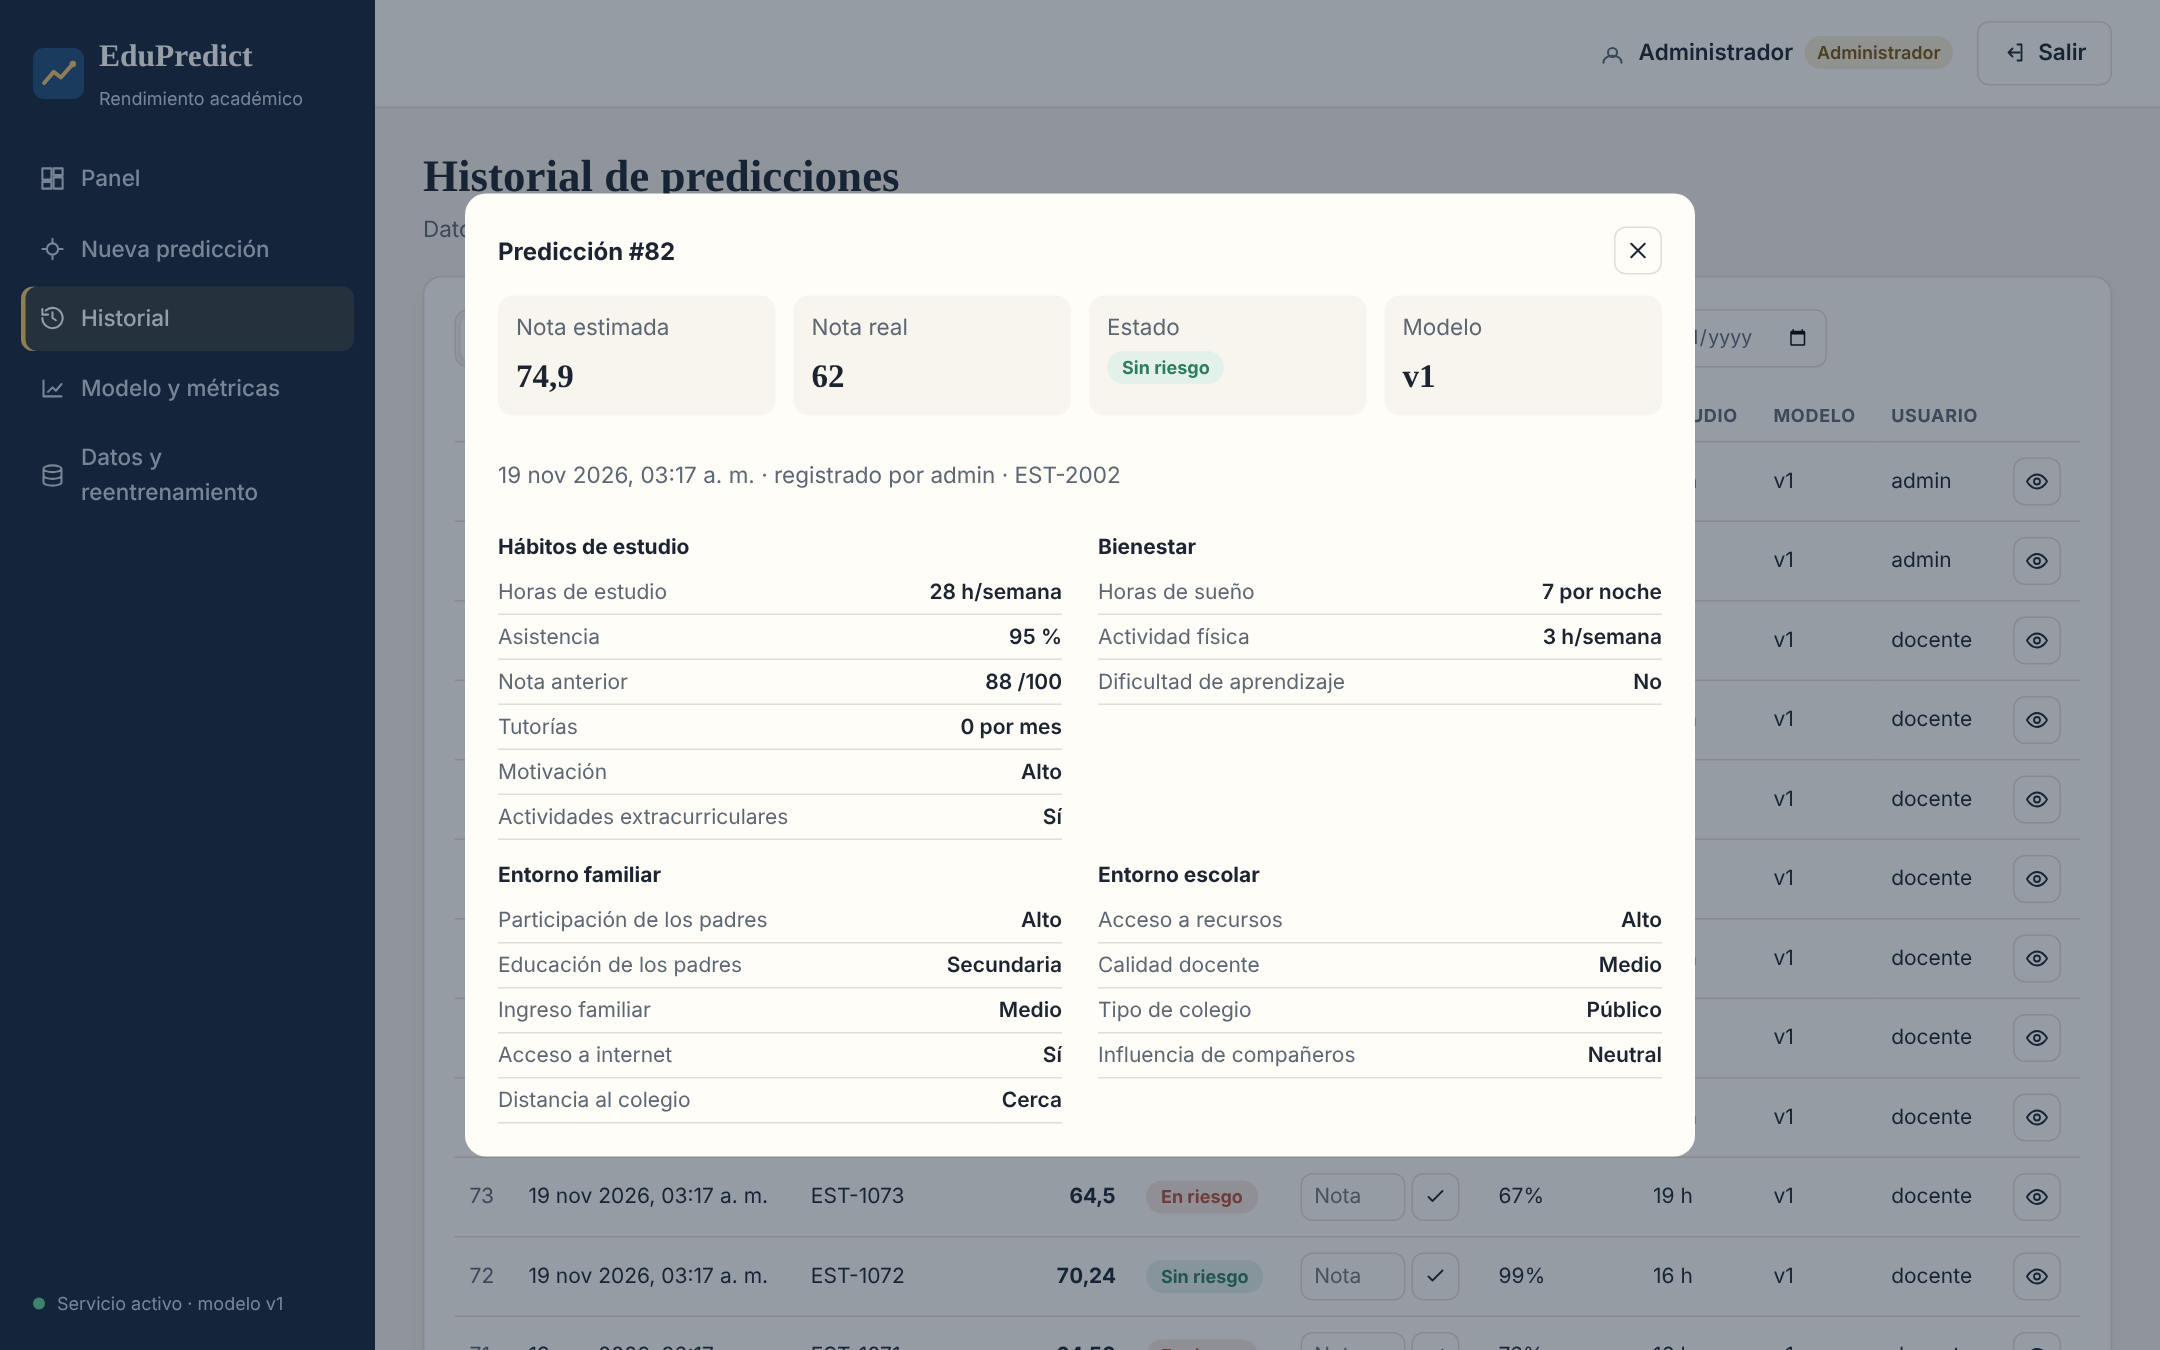 EduPredict
Rendimiento académico
Panel
Nueva predicción
Historial
Modelo y métricas
Datos y
reentrenamiento
Servicio activo · modelo v1
Administrador Administrador Salir
Historial de predicciones
/yyyy
MODELO USUARIO
v1 admin
v1 admin
v1 docente
v1 docente
v1 docente
v1 docente
v1 docente
v1 docente
v1 docente
Predicción #82
Nota estimada
74,9
Nota real
62
Estado
Sin riesgo
Modelo
v1
19 nov 2026, 03:17 a. m. · registrado por admin · EST-2002
Hábitos de estudio
Horas de estudio 28 h/semana
Asistencia 95 %
Nota anterior 88 /100
Tutorías 0 por mes
Motivación Alto
Actividades extracurriculares Sí
Bienestar
Horas de sueño 7 por noche
Actividad física 3 h/semana
Dificultad de aprendizaje No
Entorno familiar
Participación de los padres Alto
Educación de los padres Secundaria
Ingreso familiar Medio
Acceso a internet Sí
Distancia al colegio Cerca
Entorno escolar
Acceso a recursos Alto
Calidad docente Medio
Tipo de colegio Público
Influencia de compañeros Neutral
73 19 nov 2026, 03:17 a. m. EST-1073 64,5 En riesgo Nota 67% 19 h v1 docente
72 19 nov 2026, 03:17 a. m. EST-1072 70,24 Sin riesgo Nota 99% 16 h v1 docente